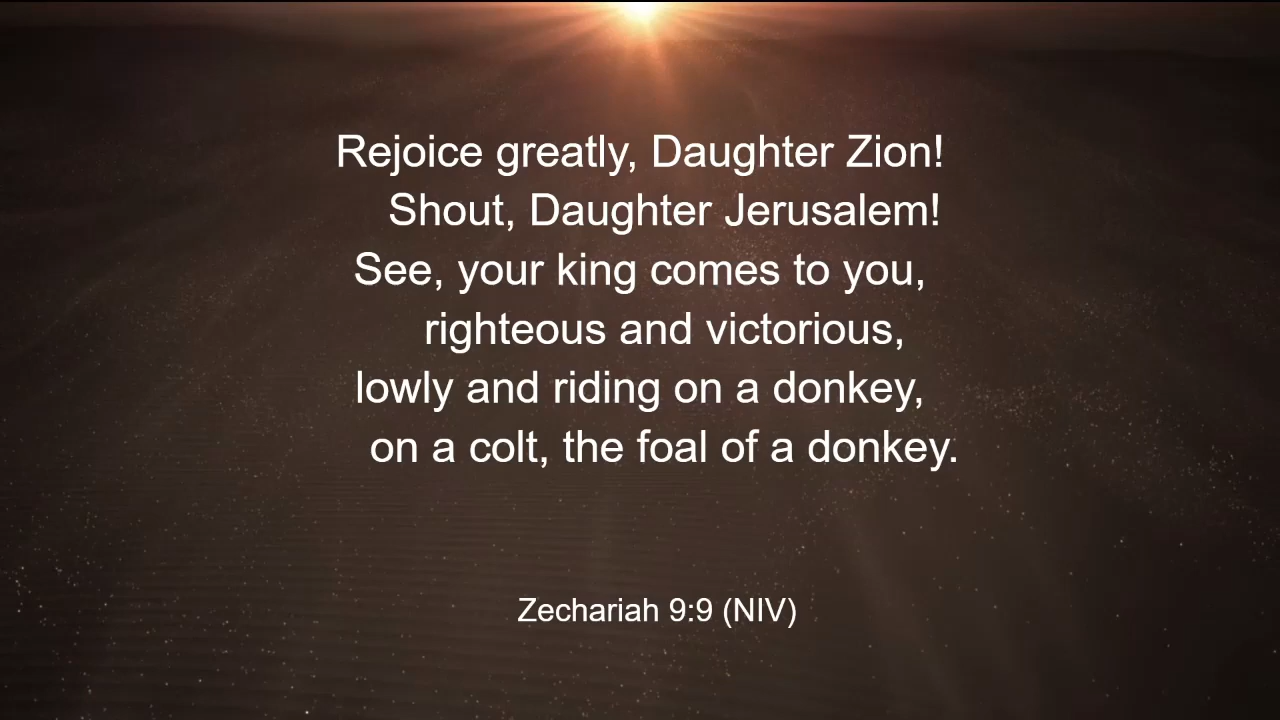 Rejoice greatly, Daughter Zion!
Shout, Daughter Jerusalem!
See, your king comes to you,
righteous and victorious,
lowly and riding on a donkey,
on a colt, the foal of a donkey.
Zechariah 9:9 (NIV)